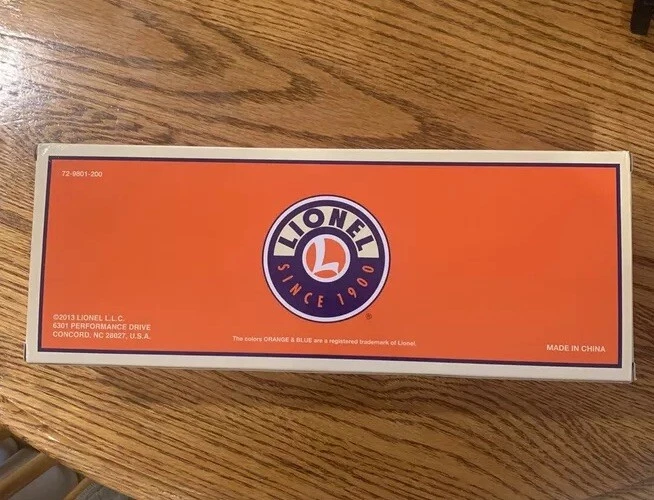 72-9801-200
LIONEL
L
SINCE 1900
®
©2013 LIONEL L.L.C.
6301 PERFORMANCE DRIVE
CONCORD, NC 28027, U.S.A.
The colors ORANGE & BLUE are a registered trademark of Lionel.
MADE IN CHINA